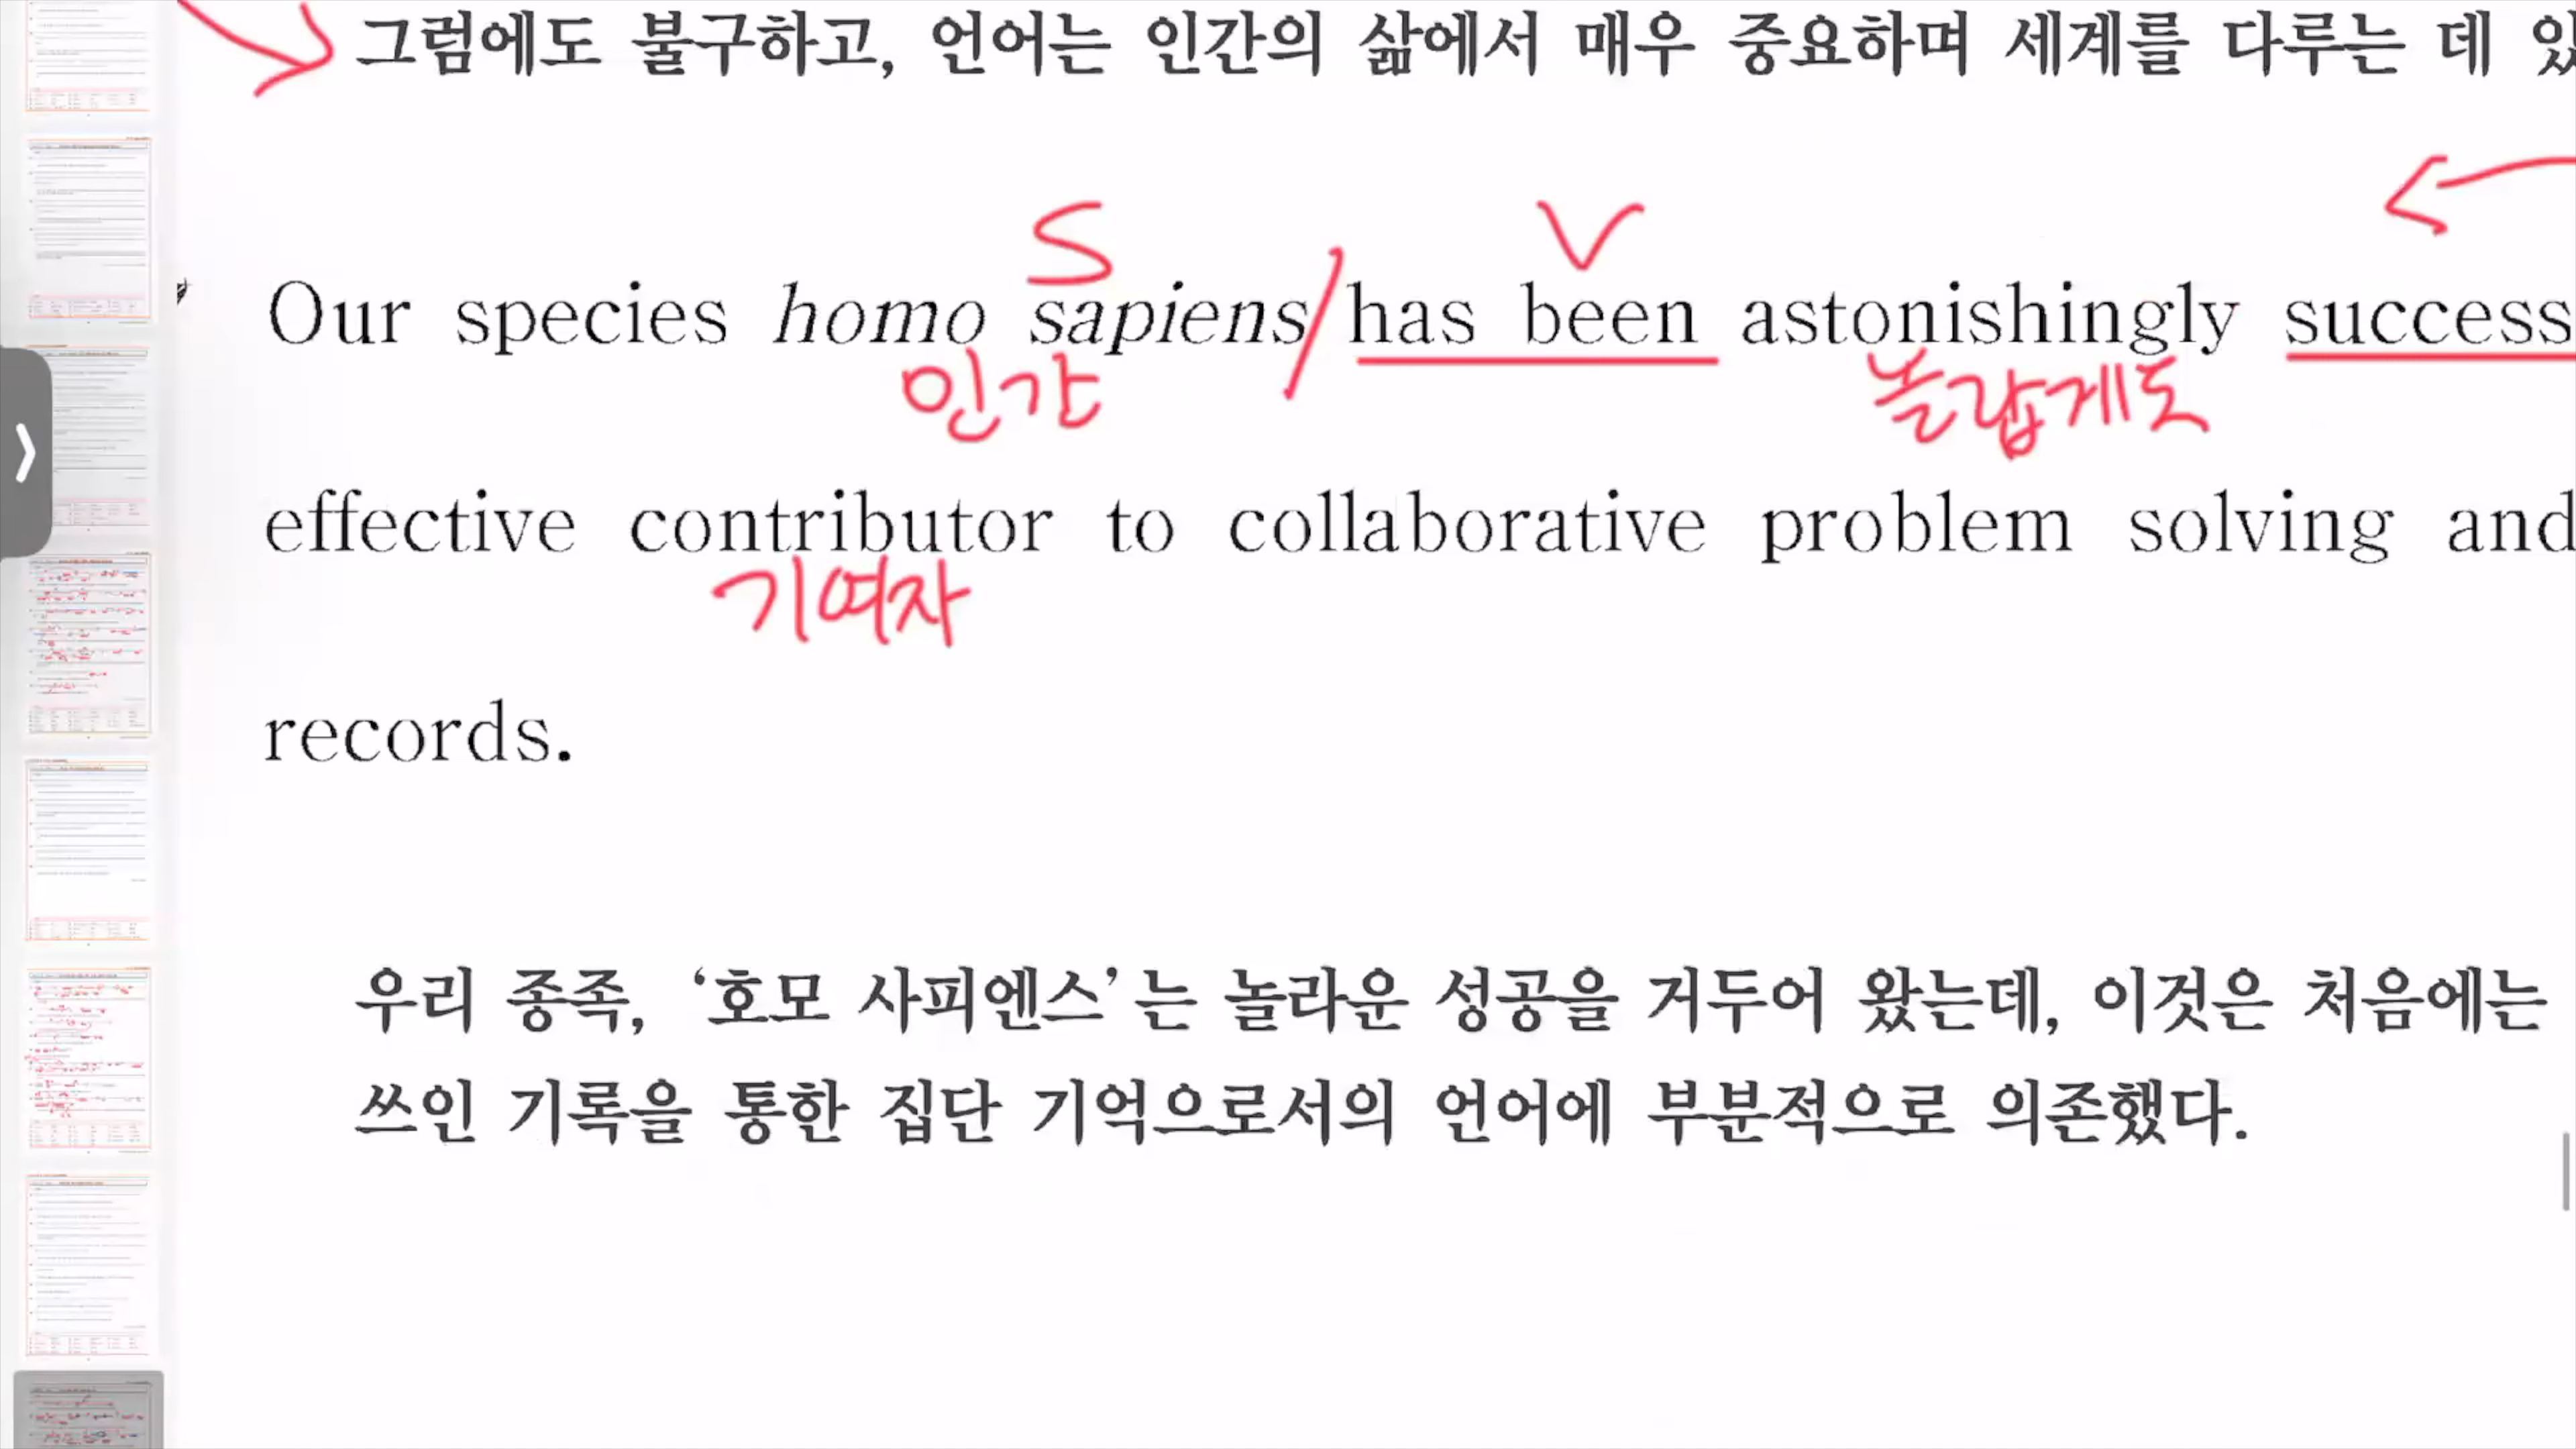 그럼에도 불구하고, 언어는 인간의 삶에서 매우 중요하며 세계를 다루는 데
S V
Our species homo sapiens / has been astonishingly success
인간 놀랍게도
effective contributor to collaborative problem solving and
기여자
records.
우리 종족, ‘호모 사피엔스’는 놀라운 성공을 거두어 왔는데, 이것은 처음에는
쓰인 기록을 통한 집단 기억으로서의 언어에 부분적으로 의존했다.